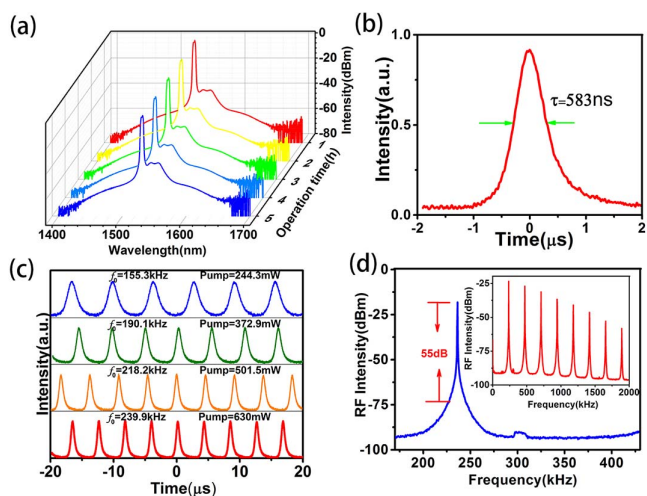 (a)
0
-20
-40
-60
-80
Intensity(dBm)
1
2
3
4
5
Operation time(h)
1400
1500
1600
1700
Wavelength(nm)
(b)
1.0
0.5
0.0
Intensity(a.u.)
τ=583ns
-2
-1
0
1
2
Time(μs)
(c)
Intensity(a.u.)
f0=155.3kHz Pump=244.3mW
f0=190.1kHz Pump=372.9mW
f0=218.2kHz Pump=501.5mW
f0=239.9kHz Pump=630mW
-20 -10 0 10 20
Time(μs)
(d)
0
-25
-50
-75
-100
RF Intensity(dBm)
55dB
200 250 300 350 400
Frequency(kHz)
-25
-50
-75
-100
RF Intensity(dBm)
0 500 1000 1500 2000
Frequency(kHz)